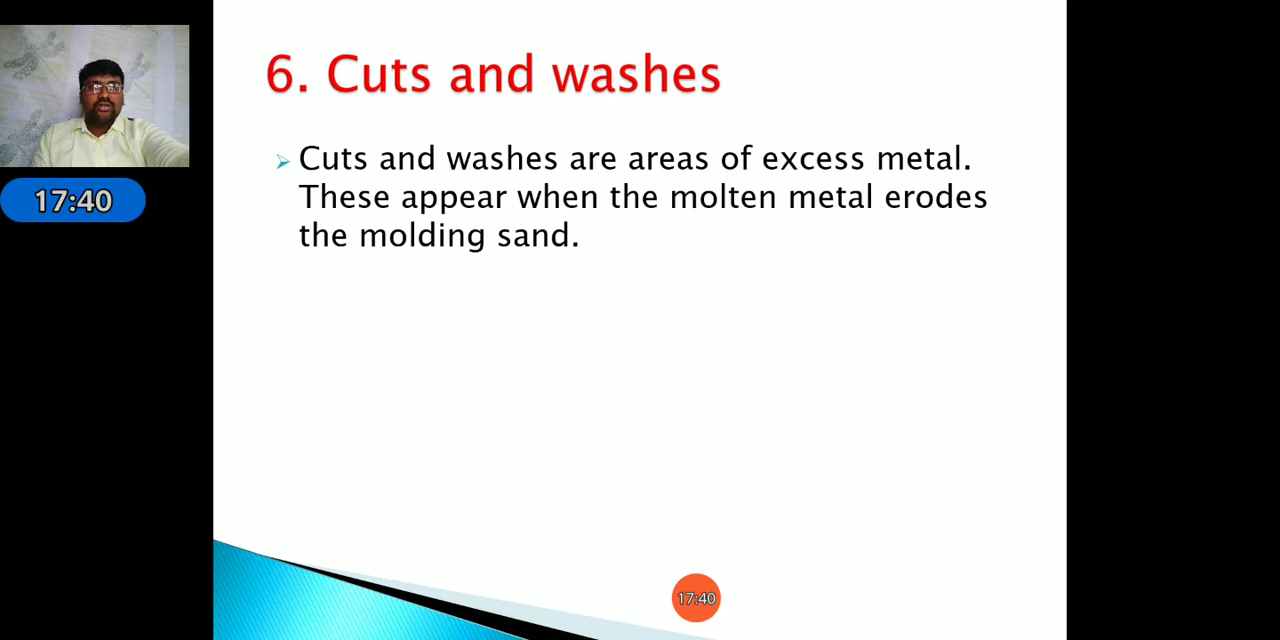 6. Cuts and washes
Cuts and washes are areas of excess metal.
These appear when the molten metal erodes
the molding sand.
17:40
17:40